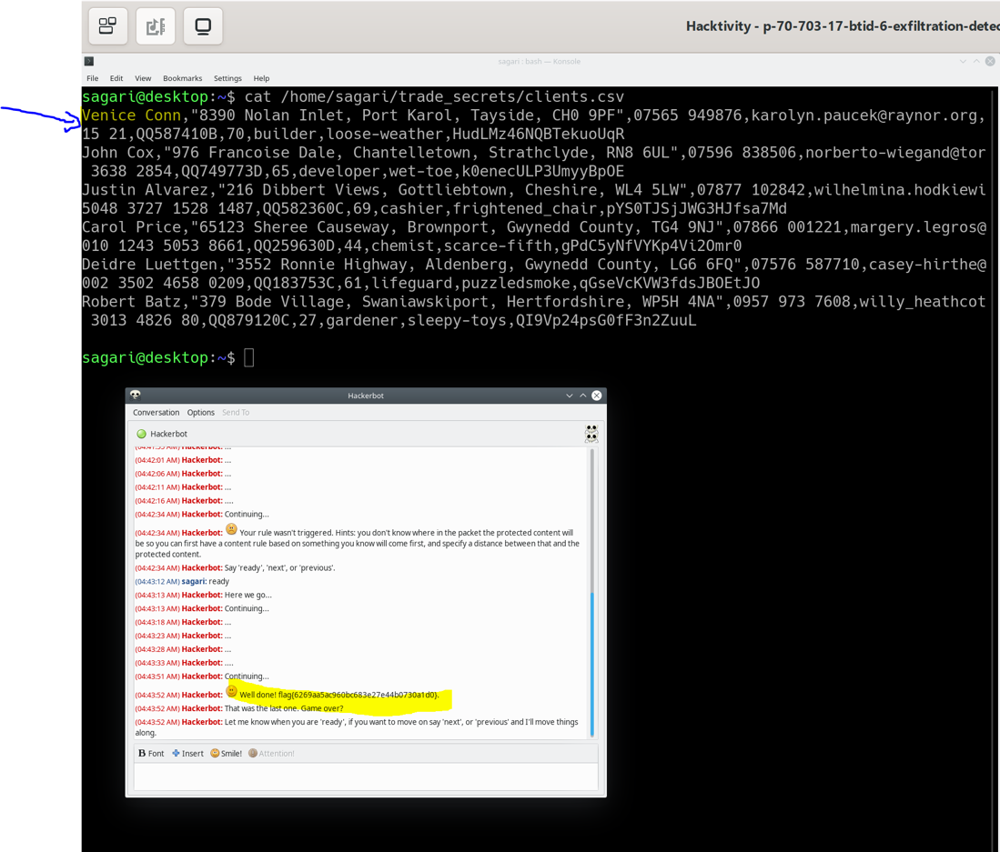 Hacktivity - p-70-703-17-btid-6-exfiltration-detec
sagari : bash — Konsole
File Edit View Bookmarks Settings Help
sagari@desktop:~$ cat /home/sagari/trade_secrets/clients.csv
Venice Conn,"8390 Nolan Inlet, Port Karol, Tayside, CH0 9PF",07565 949876,karolyn.paucek@raynor.org,
15 21,QQ587410B,70,builder,loose-weather,HudLMz46NQBTekuoUqR
John Cox,"976 Francoise Dale, Chantelletown, Strathclyde, RN8 6UL",07596 838506,norberto-wiegand@tor
3638 2854,QQ749773D,65,developer,wet-toe,k0enecULP3UmyyBpOE
Justin Alvarez,"216 Dibbert Views, Gottliebtown, Cheshire, WL4 5LW",07877 102842,wilhelmina.hodkiewi
5048 3727 1528 1487,QQ582360C,69,cashier,frightened_chair,pYS0TJSjJWG3HJfsa7Md
Carol Price,"65123 Sheree Causeway, Brownport, Gwynedd County, TG4 9NJ",07866 001221,margery.legros@
010 1243 5053 8661,QQ259630D,44,chemist,scarce-fifth,gPdC5yNfVYKp4Vi2Omr0
Deidre Luettgen,"3552 Ronnie Highway, Aldenberg, Gwynedd County, LG6 6FQ",07576 587710,casey-hirthe@
002 3502 4658 0209,QQ183753C,61,lifeguard,puzzledsmoke,qGseVcKVW3fdsJBOEtJO
Robert Batz,"379 Bode Village, Swaniawskiport, Hertfordshire, WP5H 4NA",0957 973 7608,willy_heathcot
3013 4826 80,QQ879120C,27,gardener,sleepy-toys,QI9Vp24psG0fF3n2ZuuL
sagari@desktop:~$
Hackerbot
Conversation Options Send To
Hackerbot
(04:41:55 AM) Hackerbot: ...
(04:42:01 AM) Hackerbot: ...
(04:42:06 AM) Hackerbot: ...
(04:42:11 AM) Hackerbot: ...
(04:42:16 AM) Hackerbot: ....
(04:42:34 AM) Hackerbot: Continuing...
(04:42:34 AM) Hackerbot: Your rule wasn't triggered. Hints: you don't know where in the packet the protected content will
be so you can first have a content rule based on something you know will come first, and specify a distance between that and the
protected content.
(04:42:34 AM) Hackerbot: Say 'ready', 'next', or 'previous'.
(04:43:12 AM) sagari: ready
(04:43:13 AM) Hackerbot: Here we go...
(04:43:13 AM) Hackerbot: Continuing...
(04:43:18 AM) Hackerbot: ...
(04:43:23 AM) Hackerbot: ...
(04:43:28 AM) Hackerbot: ...
(04:43:33 AM) Hackerbot: ....
(04:43:51 AM) Hackerbot: Continuing...
(04:43:52 AM) Hackerbot: Well done! flag{6269aa5ac960bc683e27e44b0730a1d0}.
(04:43:52 AM) Hackerbot: That was the last one. Game over?
(04:43:52 AM) Hackerbot: Let me know when you are 'ready', if you want to move on say 'next', or 'previous' and I'll move things
along.
B Font Insert Smile! Attention!